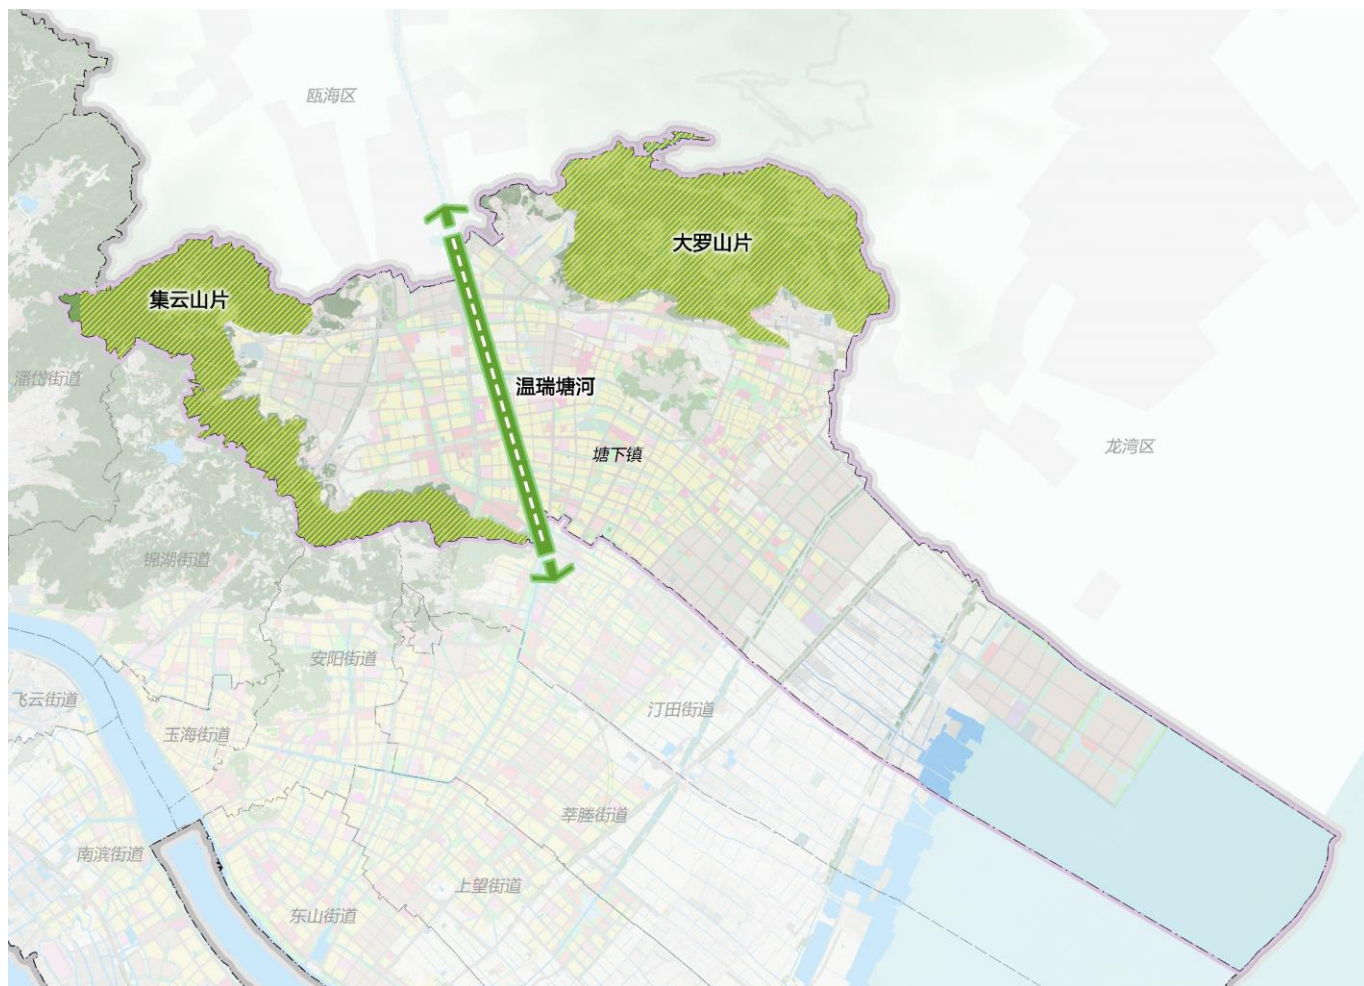 瓯海区
大罗山片
集云山片
潘岱街道
温瑞塘河
塘下镇
龙湾区
锦湖街道
安阳街道
飞云街道
汀田街道
玉海街道
莘塍街道
南滨街道
上望街道
东山街道